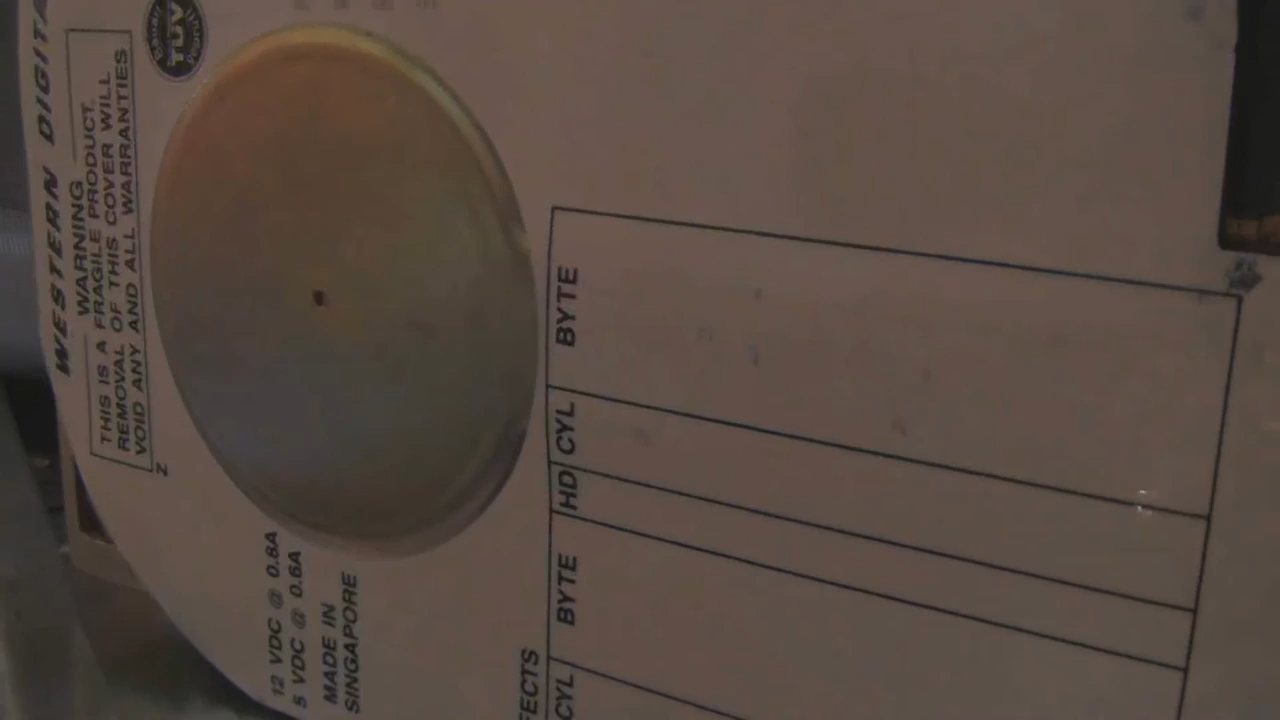 WESTERN DIGITA
WARNING
THIS IS A FRAGILE PRODUCT.
REMOVAL OF THIS COVER WILL
VOID ANY AND ALL WARRANTIES
Z
TUV
12 VDC @ 0.8A
5 VDC @ 0.6A
MADE IN
SINGAPORE
FECTS
CYL BYTE HD CYL BYTE